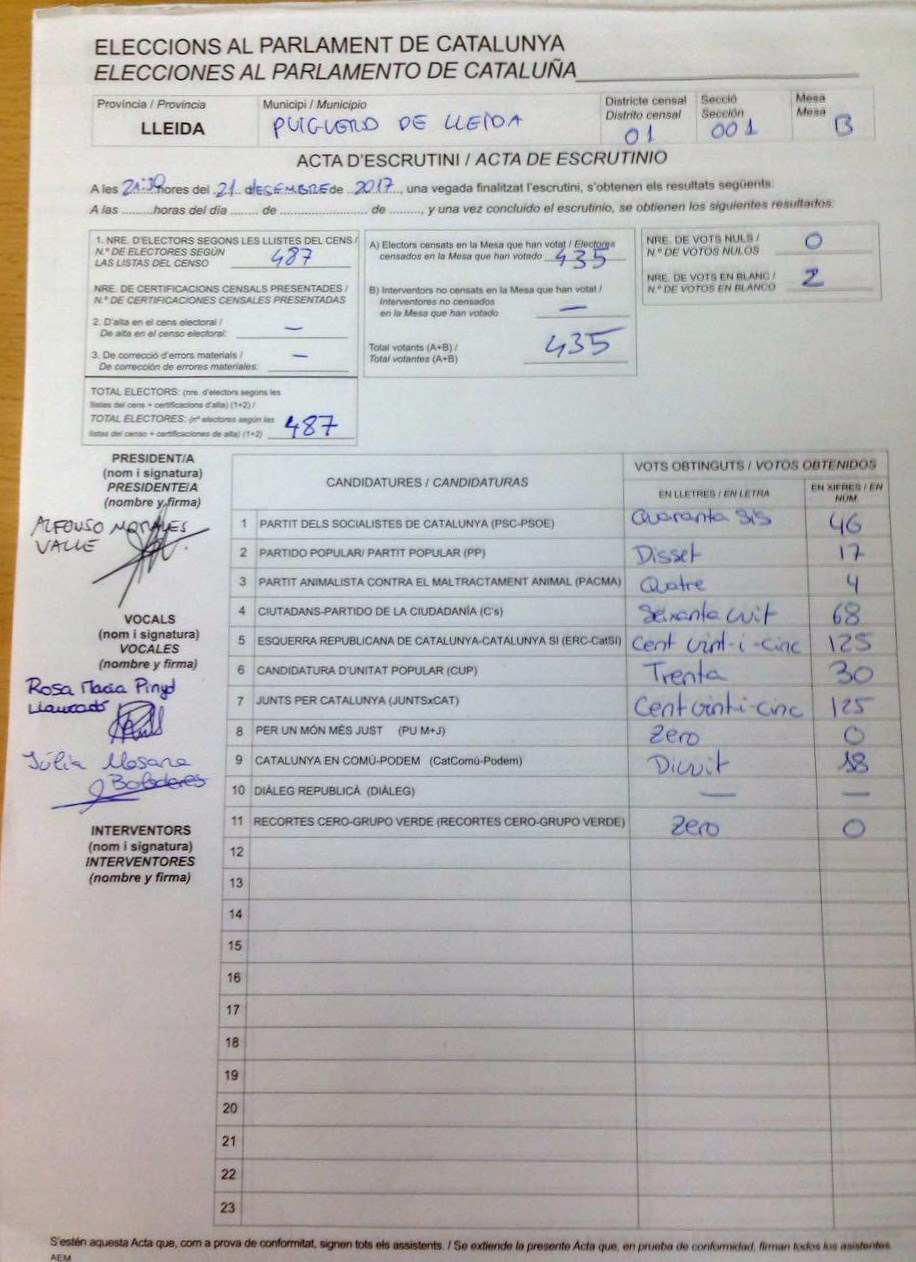 ELECCIONS AL PARLAMENT DE CATALUNYA
ELECCIONES AL PARLAMENTO DE CATALUÑA
Província / Provincia
LLEIDA
Municipi / Municipio
PUIGVERD DE LLEIDA
Districte censal
Distrito censal
01
Secció
Sección
001
Mesa
Mesa
B
ACTA D'ESCRUTINI / ACTA DE ESCRUTINIO
A les 21:30 hores del 21 desembre de 2017, una vegada finalitzat l'escrutini, s'obtenen els resultats següents:
A las ..........horas del día ........ de ........................ de ........, y una vez concluido el escrutinio, se obtienen los siguientes resultados:
1. NRE. D'ELECTORS SEGONS LES LLISTES DEL CENS /
N.º DE ELECTORES SEGÚN
LAS LISTAS DEL CENSO 487
NRE. DE CERTIFICACIONS CENSALS PRESENTADES /
N.º DE CERTIFICACIONES CENSALES PRESENTADAS
2. D'alta en el cens electoral /
De alta en el censo electoral: —
3. De correcció d'errors materials /
De corrección de errores materiales: —
TOTAL ELECTORS: (nre. d'electors segons les
llistes del cens + certificacions d'alta) (1+2) /
TOTAL ELECTORES: (nº electores según las
listas del censo + certificaciones de alta) (1+2) 487
A) Electors censats en la Mesa que han votat / Electores
censados en la Mesa que han votado 435
B) Interventors no censats en la Mesa que han votat /
Interventores no censados
en la Mesa que han votado —
Total votants (A+B) /
Total votantes (A+B) 435
NRE. DE VOTS NULS /
N.º DE VOTOS NULOS 0
NRE. DE VOTS EN BLANC /
N.º DE VOTOS EN BLANCO 2
PRESIDENT/A
(nom i signatura)
PRESIDENTE/A
(nombre y firma)
ALFONSO MORALES
VALLE
VOCALS
(nom i signatura)
VOCALES
(nombre y firma)
Rosa Maria Pinyol
Llauradó
Júlia
INTERVENTORS
(nom i signatura)
INTERVENTORES
(nombre y firma)
CANDIDATURES / CANDIDATURAS
VOTS OBTINGUTS / VOTOS OBTENIDOS
EN LLETRES / EN LETRA
EN XIFRES / EN
NÚM.
1 PARTIT DELS SOCIALISTES DE CATALUNYA (PSC-PSOE) Quaranta sis 46
2 PARTIDO POPULAR/ PARTIT POPULAR (PP) Disset 17
3 PARTIT ANIMALISTA CONTRA EL MALTRACTAMENT ANIMAL (PACMA) Quatre 4
4 CIUTADANS-PARTIDO DE LA CIUDADANÍA (C's) Seixanta vuit 68
5 ESQUERRA REPUBLICANA DE CATALUNYA-CATALUNYA SI (ERC-CatSI) Cent vint-i-cinc 125
6 CANDIDATURA D'UNITAT POPULAR (CUP) Trenta 30
7 JUNTS PER CATALUNYA (JUNTSxCAT) Cent vint-i-cinc 125
8 PER UN MÓN MÉS JUST (PU M+J) Zero 0
9 CATALUNYA EN COMÚ-PODEM (CatComú-Podem) Divuit 18
10 DIÀLEG REPUBLICÀ (DIÀLEG) — —
11 RECORTES CERO-GRUPO VERDE (RECORTES CERO-GRUPO VERDE) Zero 0
12
13
14
15
16
17
18
19
20
21
22
23
S'estén aquesta Acta que, com a prova de conformitat, signen tots els assistents. / Se extiende la presente Acta que, en prueba de conformidad, firman todos los asistentes.
AEM